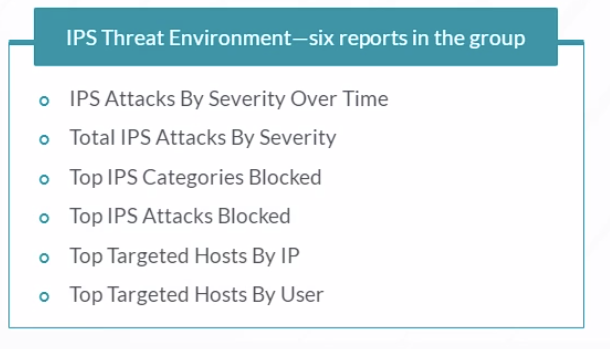 IPS Threat Environment—six reports in the group
IPS Attacks By Severity Over Time
Total IPS Attacks By Severity
Top IPS Categories Blocked
Top IPS Attacks Blocked
Top Targeted Hosts By IP
Top Targeted Hosts By User